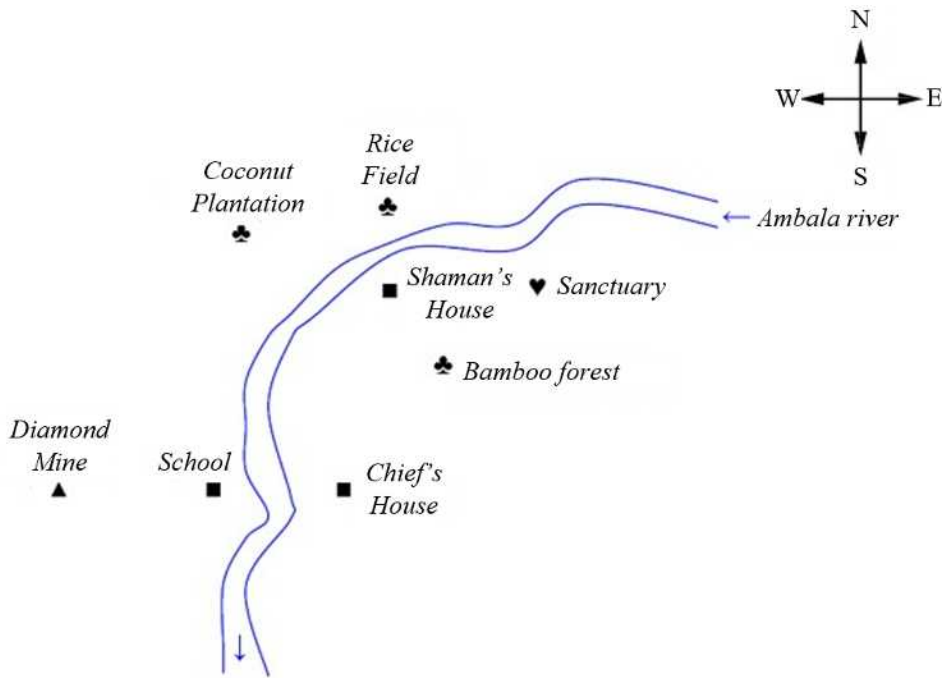 N
W
E
S
Rice
Field
Coconut
Plantation
← Ambala river
Shaman's
House
Sanctuary
Bamboo forest
Diamond
Mine
School
Chief's
House